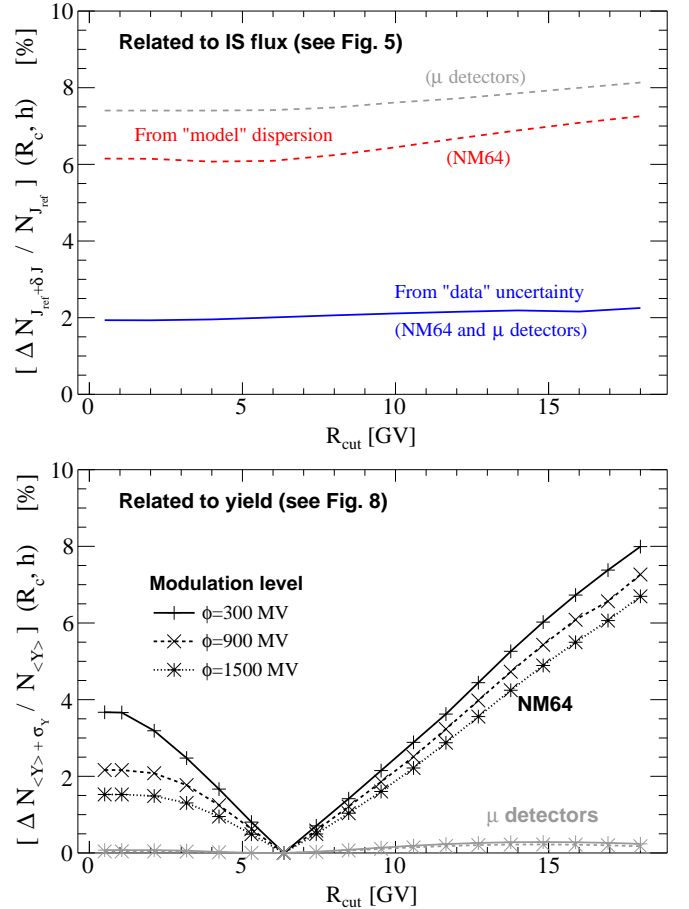 [ Δ N_{J_ref+δJ} / N_{J_ref} ] (R_c, h) [%]
10
8
6
4
2
0
Related to IS flux (see Fig. 5)
(μ detectors)
From "model" dispersion
(NM64)
From "data" uncertainty
(NM64 and μ detectors)
0 5 10 15
R_cut [GV]
[ Δ N_{<Y> + σ_Y} / N_{<Y>} ] (R_c, h) [%]
10
8
6
4
2
0
Related to yield (see Fig. 8)
Modulation level
ϕ=300 MV
ϕ=900 MV
ϕ=1500 MV
NM64
μ detectors
0 5 10 15
R_cut [GV]